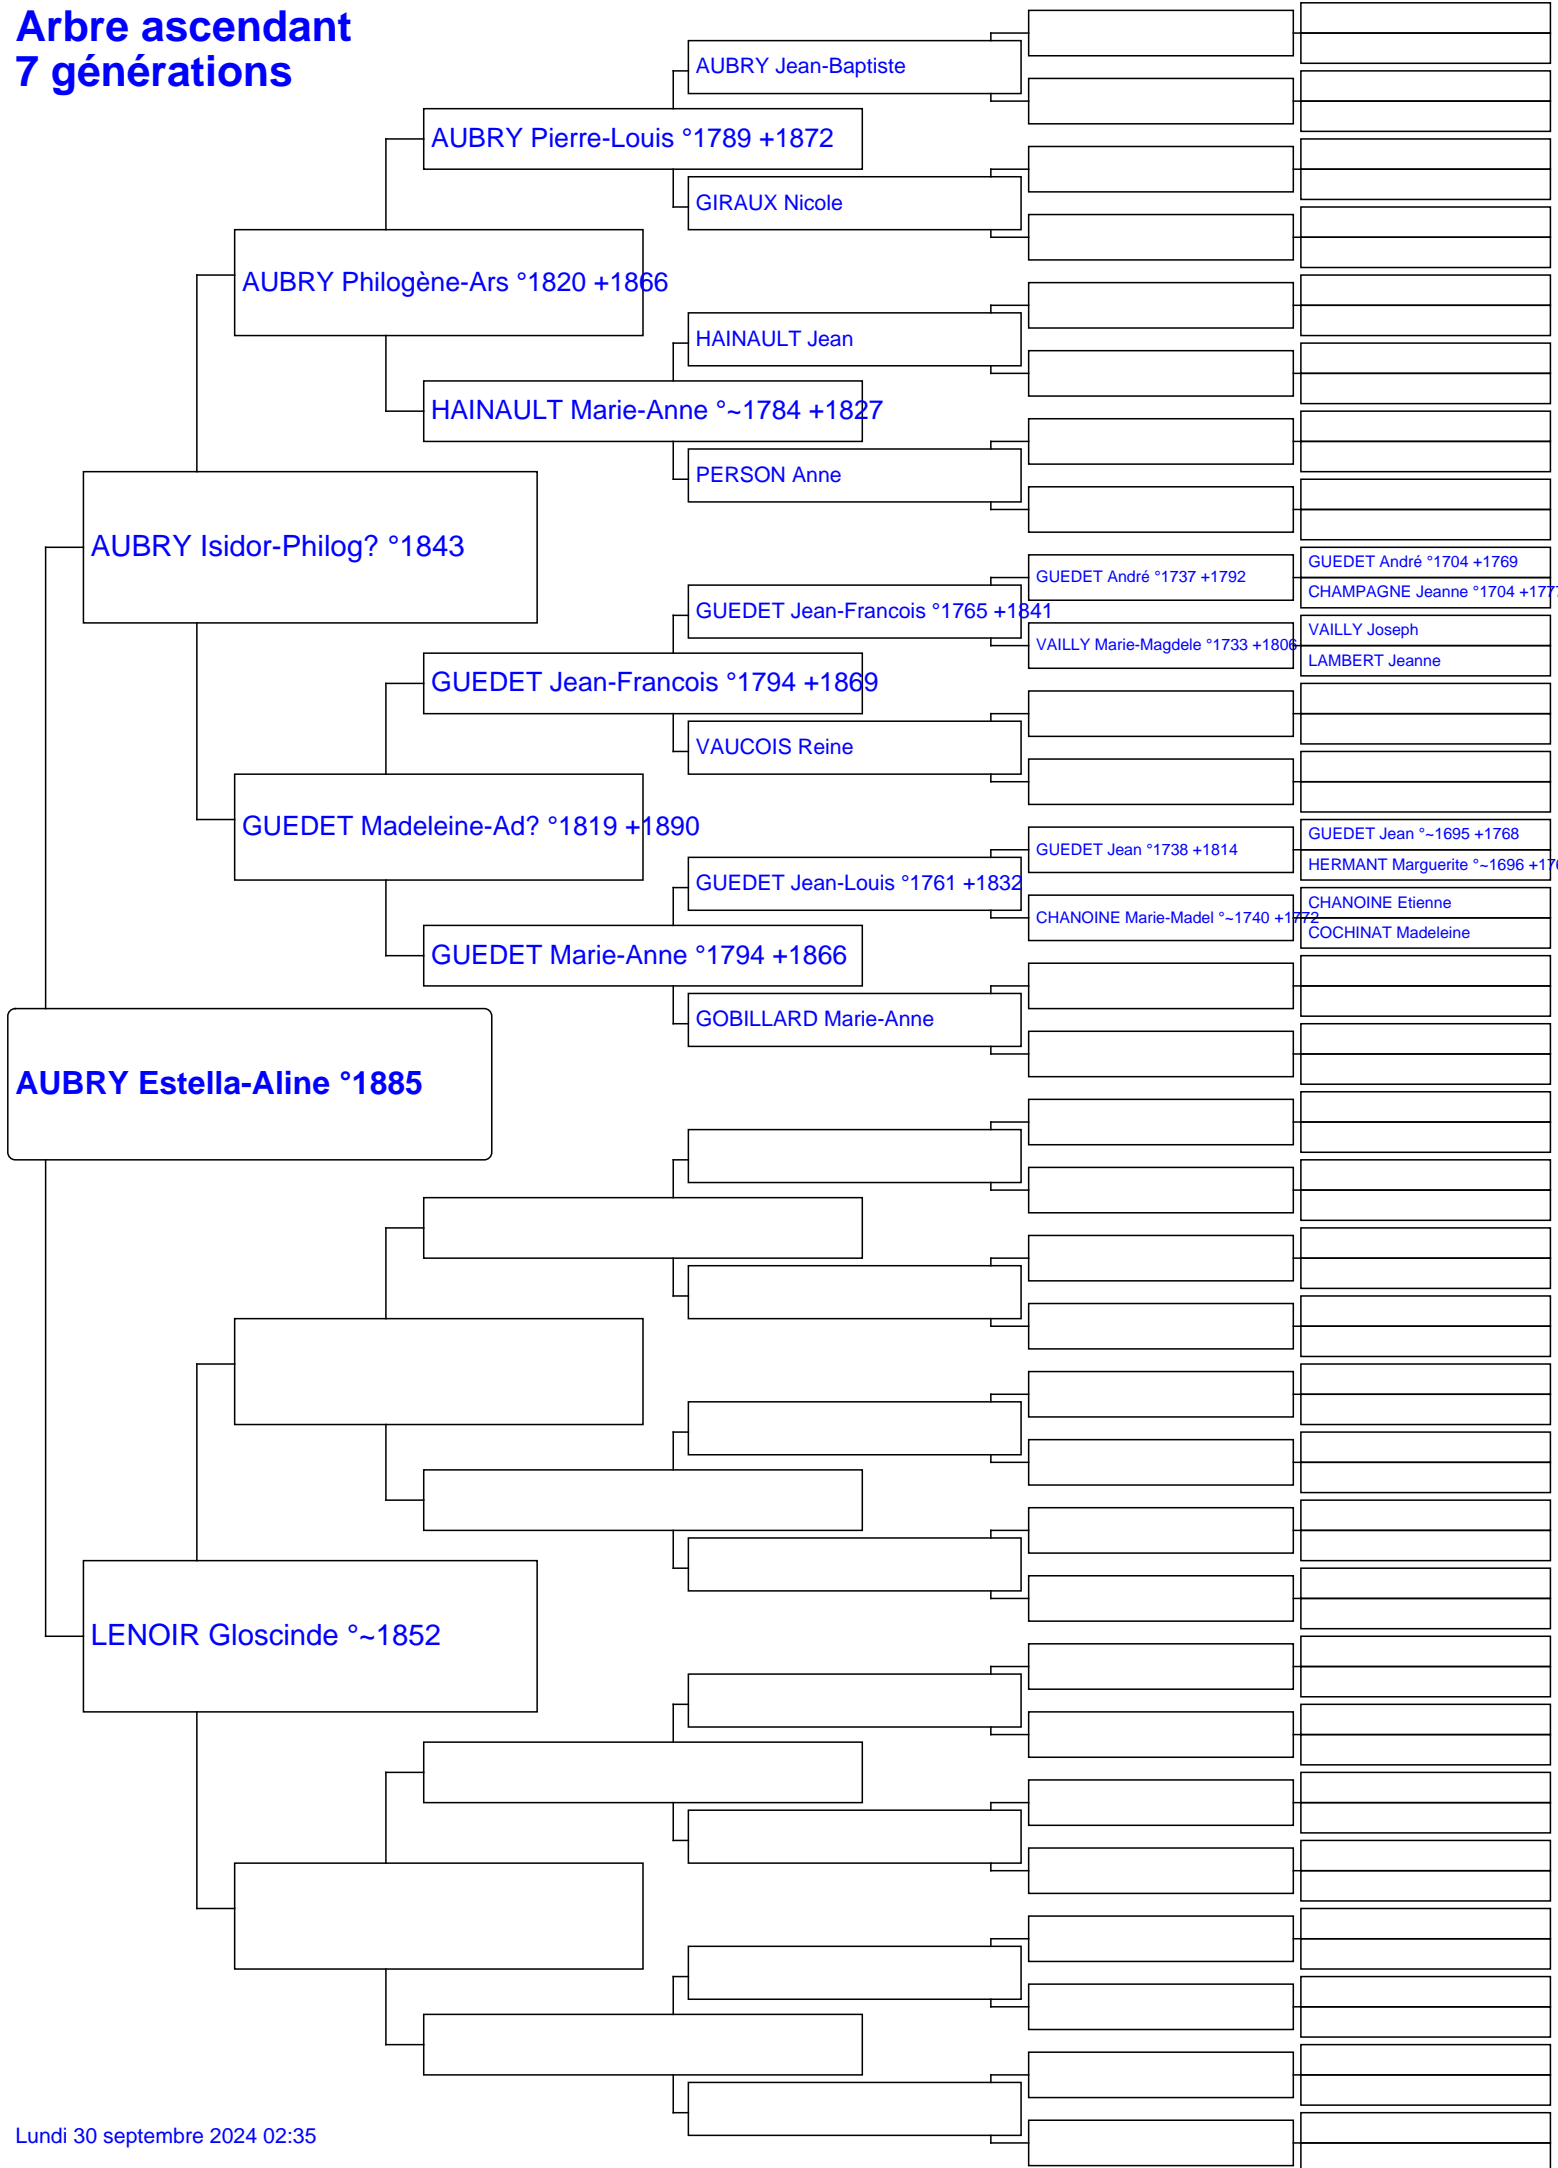 Arbre ascendant
7 générations
AUBRY Jean-Baptiste
AUBRY Pierre-Louis °1789 +1872
GIRAUX Nicole
AUBRY Philogène-Ars °1820 +1866
HAINAULT Jean
HAINAULT Marie-Anne °~1784 +1827
PERSON Anne
AUBRY Isidor-Philog? °1843
GUEDET André °1704 +1769
GUEDET André °1737 +1792
CHAMPAGNE Jeanne °1704 +1777
GUEDET Jean-Francois °1765 +1841
VAILLY Joseph
VAILLY Marie-Magdele °1733 +1806
LAMBERT Jeanne
GUEDET Jean-Francois °1794 +1869
VAUCOIS Reine
GUEDET Madeleine-Ad? °1819 +1890
GUEDET Jean °~1695 +1768
GUEDET Jean °1738 +1814
HERMANT Marguerite °~1696
GUEDET Jean-Louis °1761 +1832
CHANOINE Etienne
CHANOINE Marie-Madel °~1740 +1772
COCHINAT Madeleine
GUEDET Marie-Anne °1794 +1866
GOBILLARD Marie-Anne
AUBRY Estella-Aline °1885
LENOIR Gloscinde °~1852
Lundi 30 septembre 2024 02:35